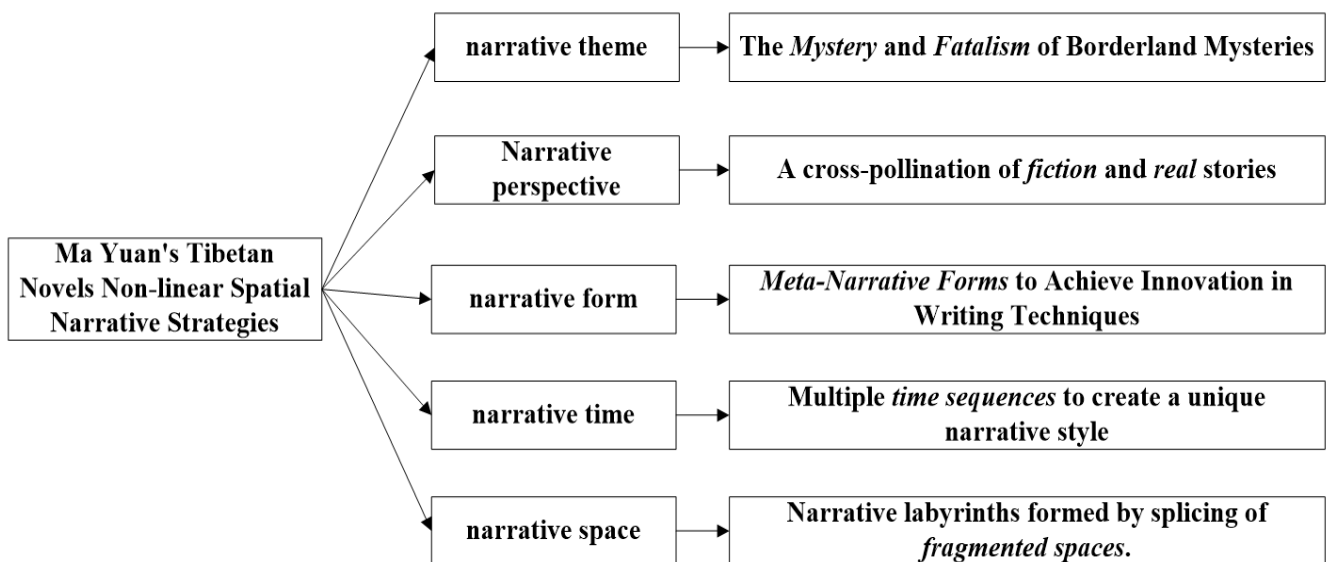 narrative theme
The Mystery and Fatalism of Borderland Mysteries
Narrative
perspective
A cross-pollination of fiction and real stories
Ma Yuan's Tibetan
Novels Non-linear Spatial
Narrative Strategies
narrative form
Meta-Narrative Forms to Achieve Innovation in
Writing Techniques
narrative time
Multiple time sequences to create a unique
narrative style
narrative space
Narrative labyrinths formed by splicing of
fragmented spaces.